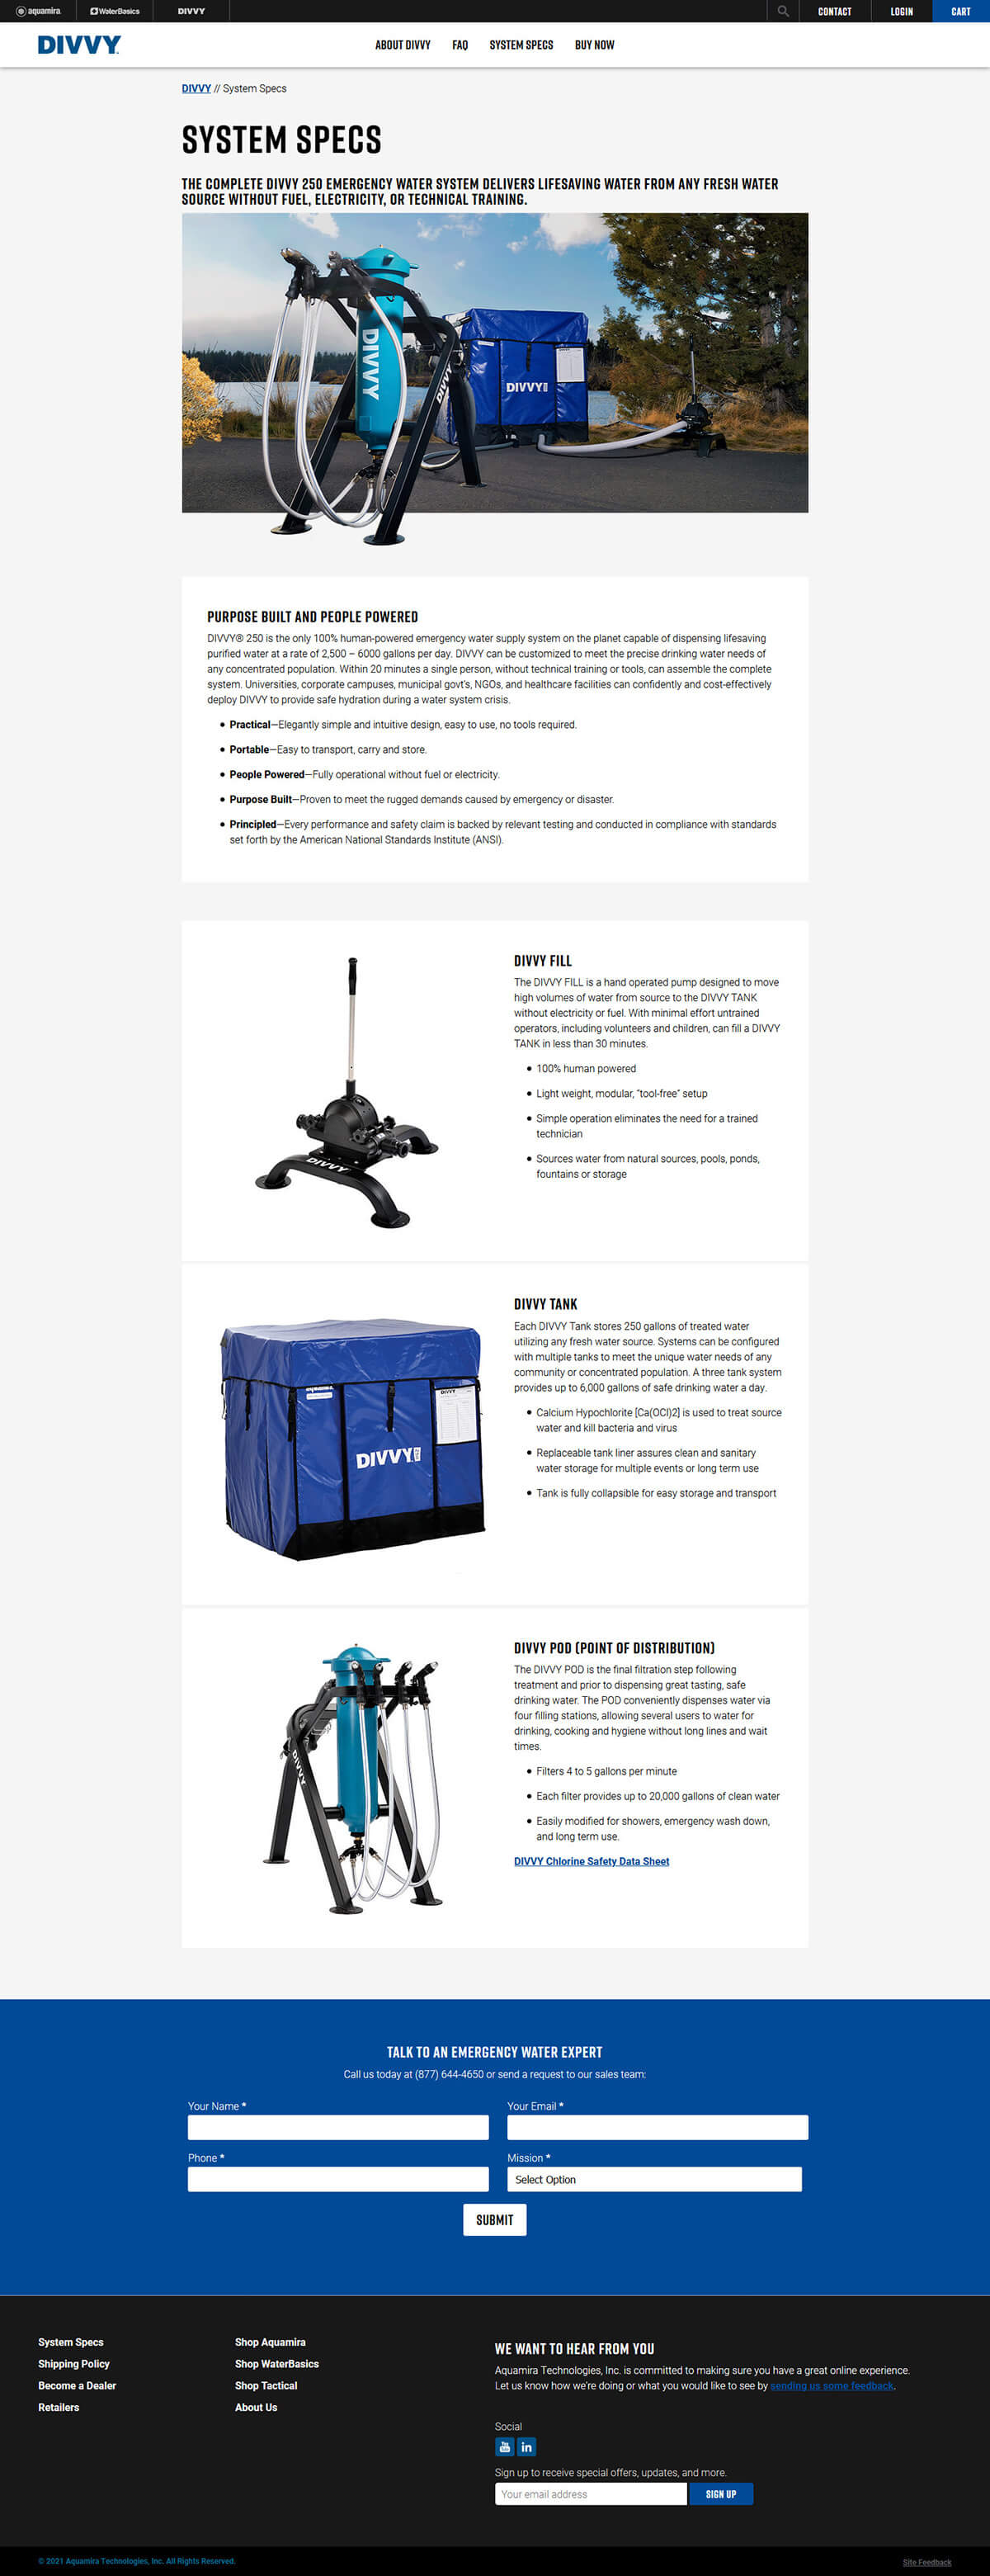 aquamira
WaterBasics
DIVVY
CONTACT
LOGIN
CART
DIVVY
ABOUT DIVVY
FAQ
SYSTEM SPECS
BUY NOW
DIVVY // System Specs
SYSTEM SPECS
THE COMPLETE DIVVY 250 EMERGENCY WATER SYSTEM DELIVERS LIFESAVING WATER FROM ANY FRESH WATER
SOURCE WITHOUT FUEL, ELECTRICITY, OR TECHNICAL TRAINING.
DIVVY
DIVVY
DIVVY
PURPOSE BUILT AND PEOPLE POWERED
DIVVY® 250 is the only 100% human-powered emergency water supply system on the planet capable of dispensing lifesaving
purified water at a rate of 2,500 – 6000 gallons per day. DIVVY can be customized to meet the precise drinking water needs of
any concentrated population. Within 20 minutes a single person, without technical training or tools, can assemble the complete
system. Universities, corporate campuses, municipal govt's, NGOs, and healthcare facilities can confidently and cost-effectively
deploy DIVVY to provide safe hydration during a water system crisis.
• Practical—Elegantly simple and intuitive design, easy to use, no tools required.
• Portable—Easy to transport, carry and store.
• People Powered—Fully operational without fuel or electricity.
• Purpose Built—Proven to meet the rugged demands caused by emergency or disaster.
• Principled—Every performance and safety claim is backed by relevant testing and conducted in compliance with standards
set forth by the American National Standards Institute (ANSI).
DIVVY
DIVVY FILL
The DIVVY FILL is a hand operated pump designed to move
high volumes of water from source to the DIVVY TANK
without electricity or fuel. With minimal effort untrained
operators, including volunteers and children, can fill a DIVVY
TANK in less than 30 minutes.
• 100% human powered
• Light weight, modular, "tool-free" setup
• Simple operation eliminates the need for a trained
technician
• Sources water from natural sources, pools, ponds,
fountains or storage
aquamira
DIVVY
DIVVY
DIVVY TANK
Each DIVVY Tank stores 250 gallons of treated water
utilizing any fresh water source. Systems can be configured
with multiple tanks to meet the unique water needs of any
community or concentrated population. A three tank system
provides up to 6,000 gallons of safe drinking water a day.
• Calcium Hypochlorite [Ca(OCl)2] is used to treat source
water and kill bacteria and virus
• Replaceable tank liner assures clean and sanitary
water storage for multiple events or long term use
• Tank is fully collapsible for easy storage and transport
DIVVY
DIVVY POD (POINT OF DISTRIBUTION)
The DIVVY POD is the final filtration step following
treatment and prior to dispensing great tasting, safe
drinking water. The POD conveniently dispenses water via
four filling stations, allowing several users to water for
drinking, cooking and hygiene without long lines and wait
times.
• Filters 4 to 5 gallons per minute
• Each filter provides up to 20,000 gallons of clean water
• Easily modified for showers, emergency wash down,
and long term use.
DIVVY Chlorine Safety Data Sheet
TALK TO AN EMERGENCY WATER EXPERT
Call us today at (877) 644-4650 or send a request to our sales team:
Your Name *
Your Email *
Phone *
Mission *
Select Option
SUBMIT
System Specs
Shipping Policy
Become a Dealer
Retailers
Shop Aquamira
Shop WaterBasics
Shop Tactical
About Us
WE WANT TO HEAR FROM YOU
Aquamira Technologies, Inc. is committed to making sure you have a great online experience.
Let us know how we're doing or what you would like to see by sending us some feedback.
Social
You Tube
in
Sign up to receive special offers, updates, and more.
Your email address
SIGN UP
© 2021 Aquamira Technologies, Inc. All Rights Reserved.
Site Feedback